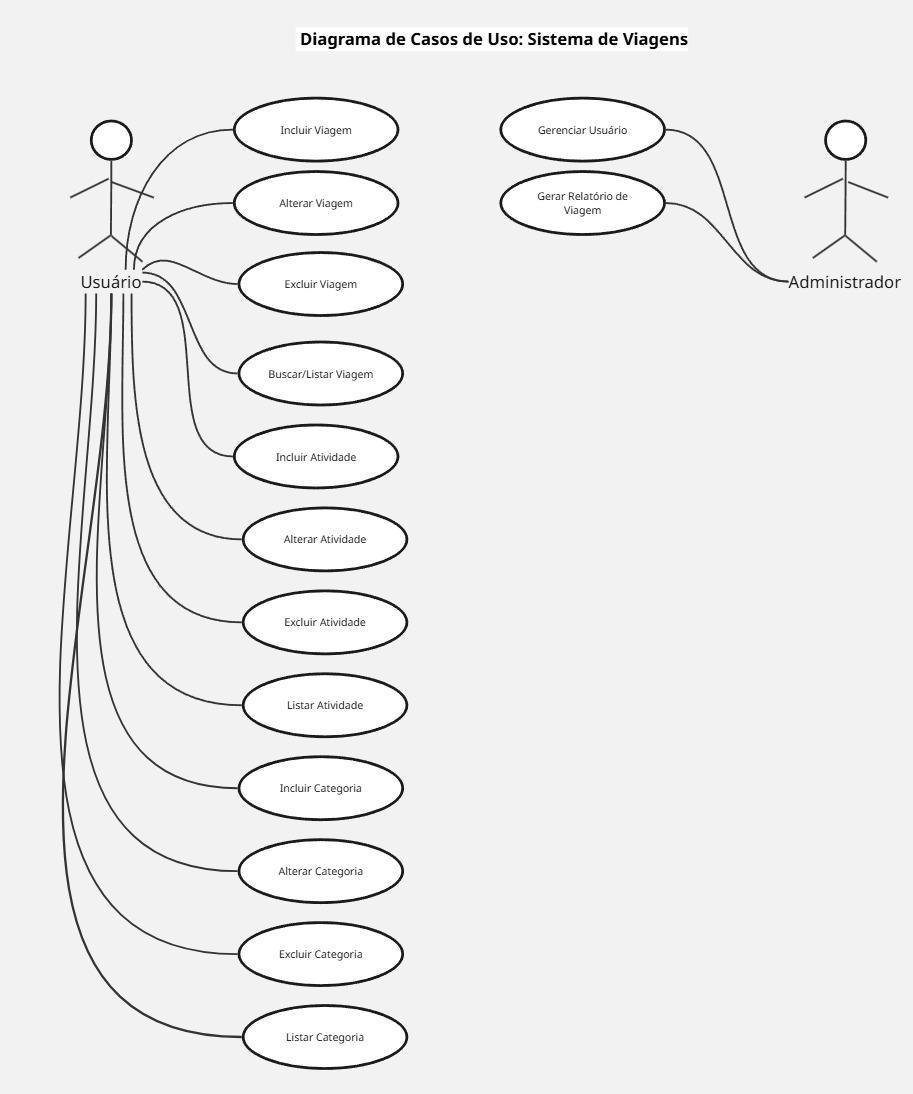 Diagrama de Casos de Uso: Sistema de Viagens
Incluir Viagem
Alterar Viagem
Excluir Viagem
Usuário
Buscar/Listar Viagem
Incluir Atividade
Alterar Atividade
Excluir Atividade
Listar Atividade
Incluir Categoria
Alterar Categoria
Excluir Categoria
Listar Categoria
Gerenciar Usuário
Gerar Relatório de
Viagem
Administrador